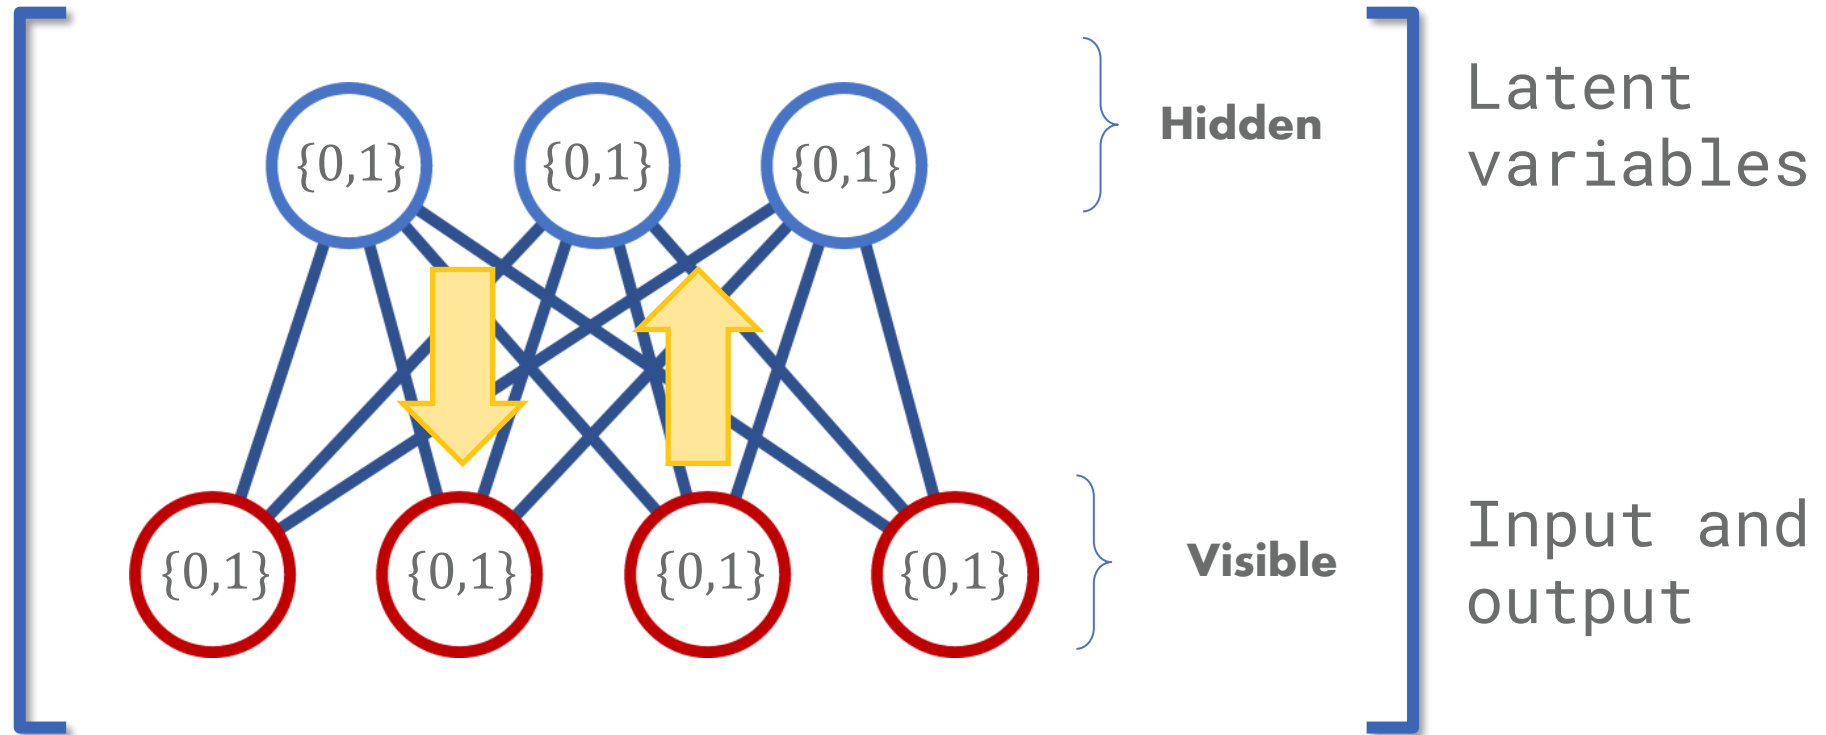 {0,1} {0,1} {0,1}
Hidden
Latent
variables
{0,1} {0,1} {0,1} {0,1}
Visible
Input and
output